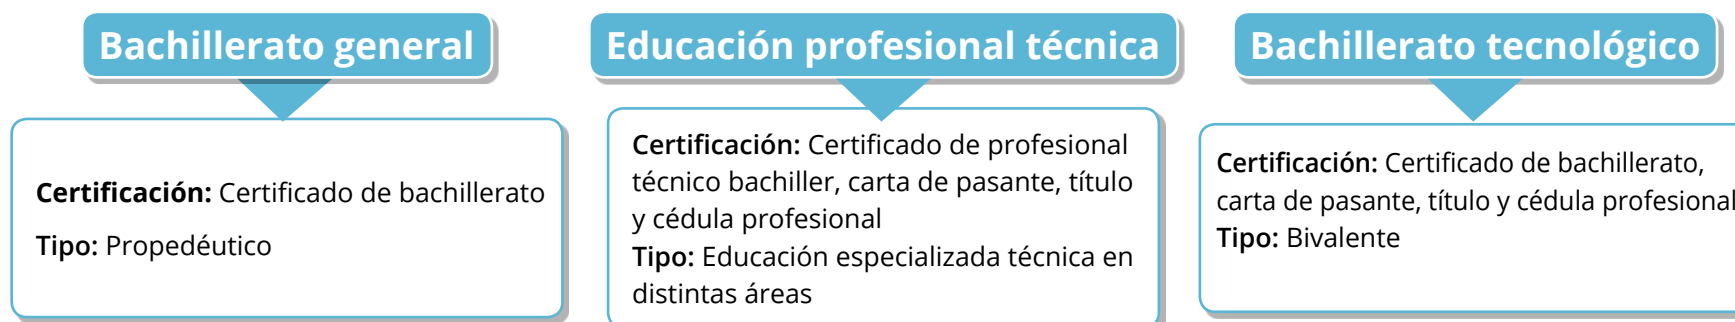 Bachillerato general
Certificación: Certificado de bachillerato
Tipo: Propedéutico
Educación profesional técnica
Certificación: Certificado de profesional
técnico bachiller, carta de pasante, título
y cédula profesional
Tipo: Educación especializada técnica en
distintas áreas
Bachillerato tecnológico
Certificación: Certificado de bachillerato,
carta de pasante, título y cédula profesional
Tipo: Bivalente